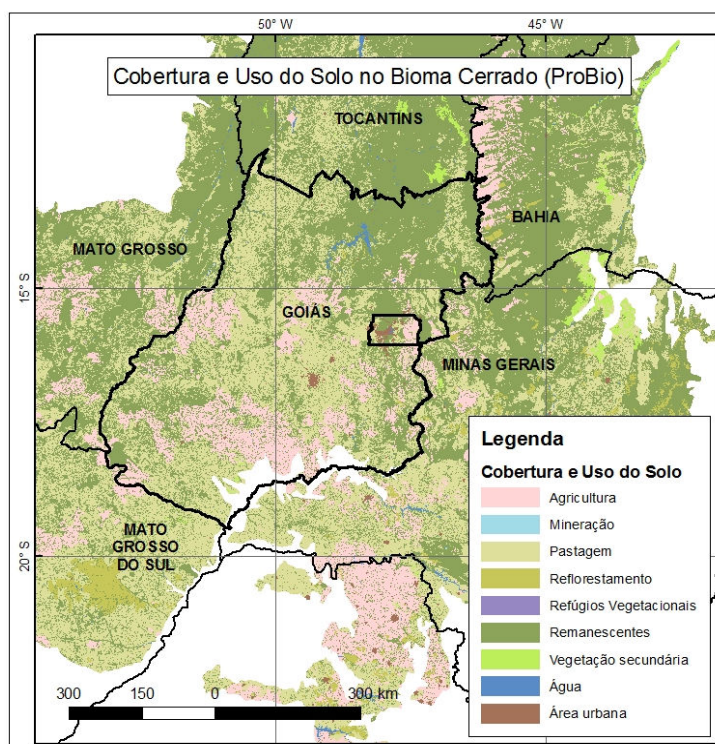 50° W
45° W
Cobertura e Uso do Solo no Bioma Cerrado (ProBio)
TOCANTINS
BAHIA
MATO GROSSO
15°S
GOIÁS
MINAS GERAIS
MATO
GROSSO
DO SUL
20°S
Legenda
Cobertura e Uso do Solo
Agricultura
Mineração
Pastagem
Reflorestamento
Refúgios Vegetacionais
Remanescentes
Vegetação secundária
Água
Área urbana
300 150 0 300 km